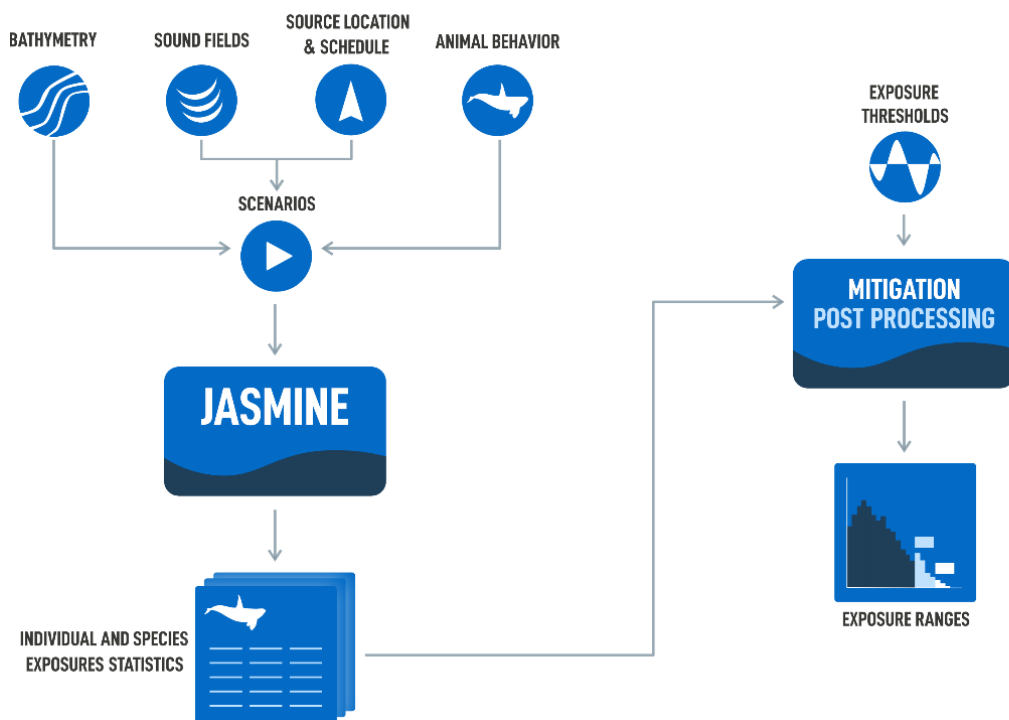 BATHYMETRY
SOUND FIELDS
SOURCE LOCATION
& SCHEDULE
ANIMAL BEHAVIOR
EXPOSURE
THRESHOLDS
SCENARIOS
MITIGATION
POST PROCESSING
JASMINE
EXPOSURE RANGES
INDIVIDUAL AND SPECIES
EXPOSURES STATISTICS